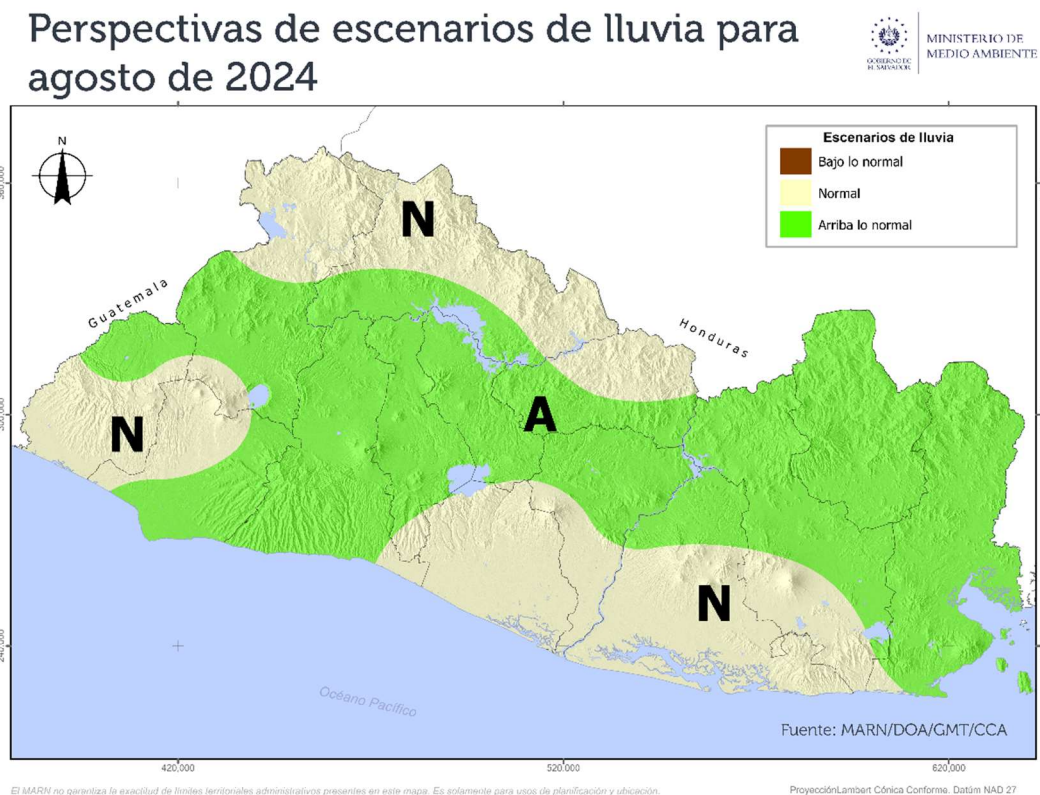 Perspectivas de escenarios de lluvia para
agosto de 2024
GOBIERNO DE
EL SALVADOR
MINISTERIO DE
MEDIO AMBIENTE
N
Escenarios de lluvia
Bajo lo normal
Normal
Arriba lo normal
N
Guatemala
Honduras
A
N
N
240,000
Océano Pacífico
Fuente: MARN/DOA/GMT/CCA
420,000
520,000
620,000
El MARN no garantiza la exactitud de límites territoriales administrativos presentes en este mapa. Es solamente para usos de planificación y ubicación.
ProyecciónLambert Cónica Conforme. Datúm NAD 27